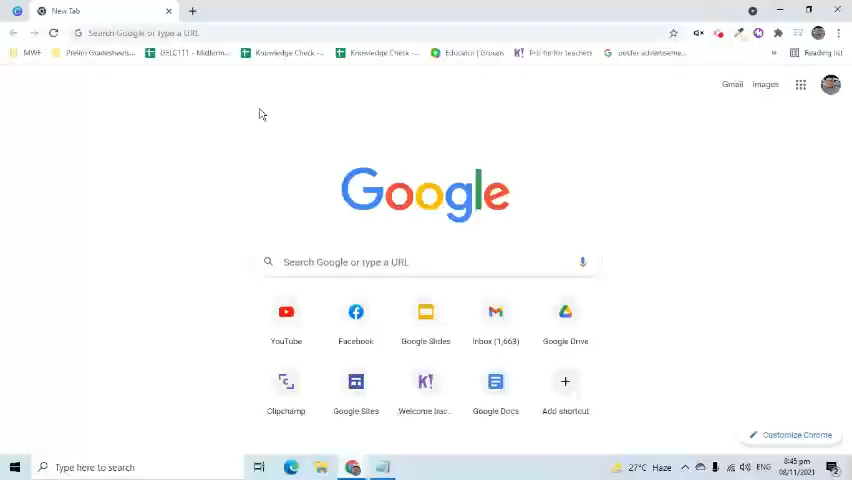 New Tab
Search Google or type a URL
MWF
Prelim Gradesheets...
GELC111 - Midterm...
Knowledge Check -...
Knowledge Check -...
Educator | Groups
Pro tip for teachers
poster advertiseme...
Reading list
Gmail
Images
Google
Search Google or type a URL
YouTube
Facebook
Google Slides
Inbox (1,663)
Google Drive
Clipchamp
Google Sites
Welcome bac...
Google Docs
Add shortcut
Customize Chrome
Type here to search
27°C Haze
ENG
8:45 pm
08/11/2021